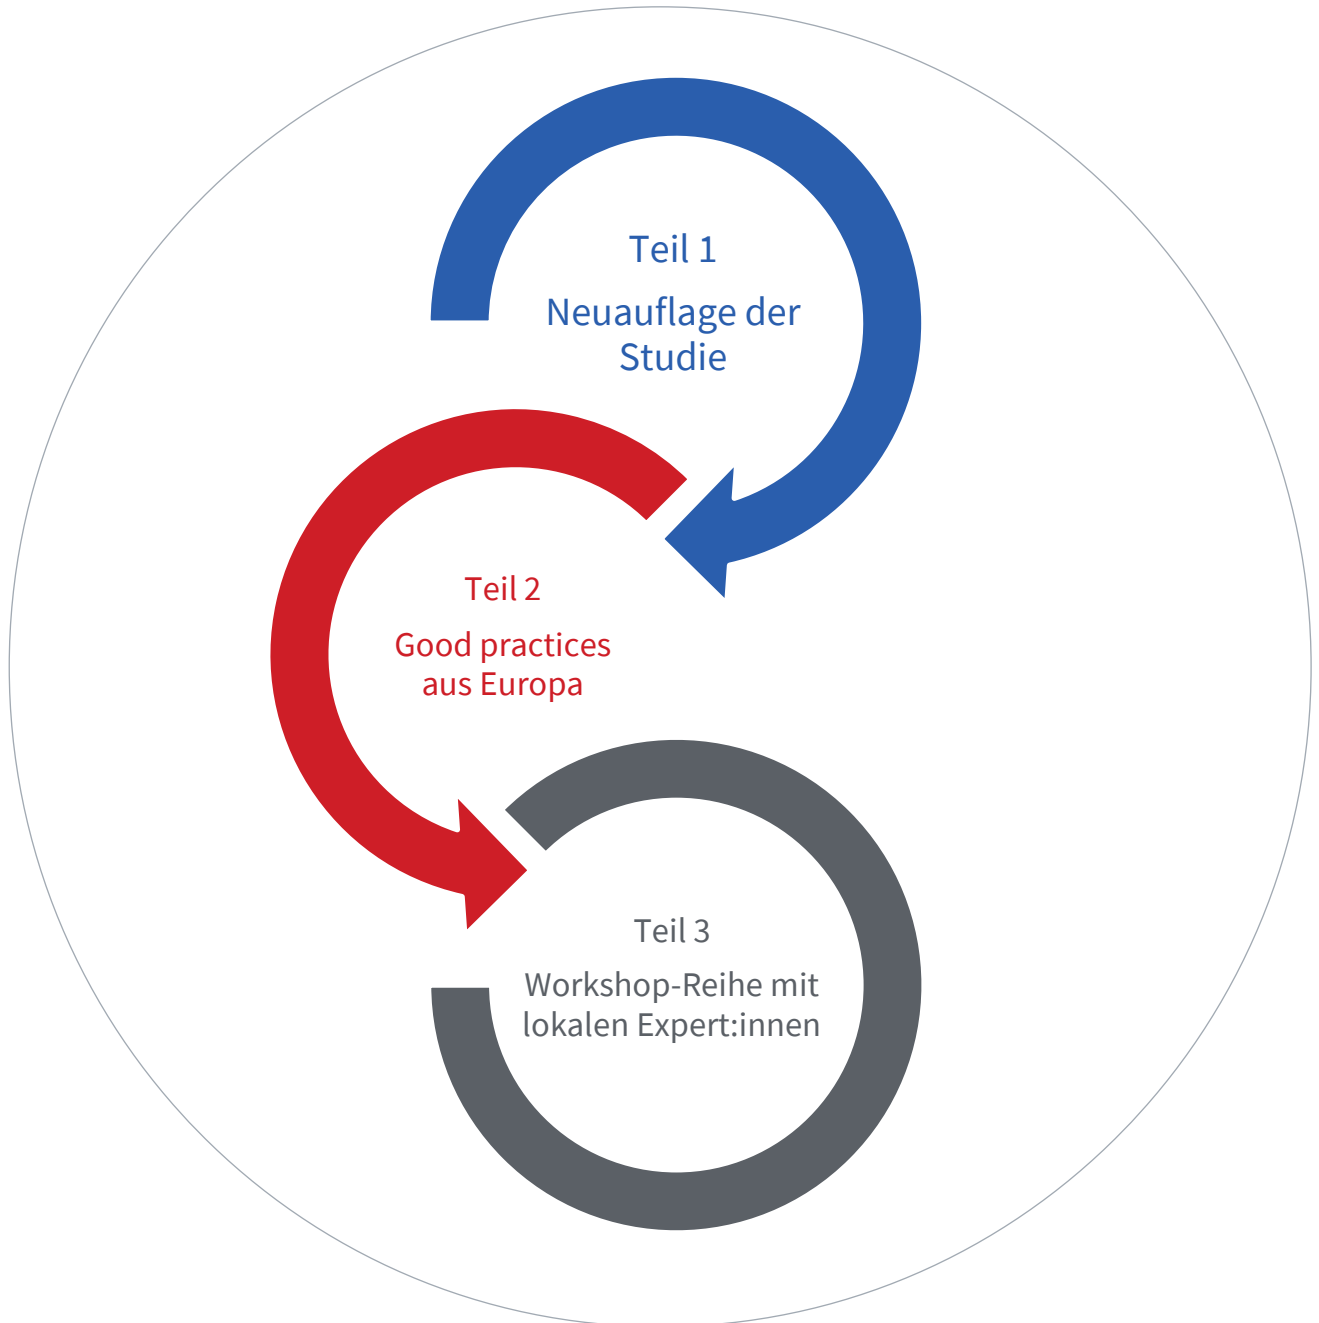 Teil 1
Neuauflage der
Studie
Teil 2
Good practices
aus Europa
Teil 3
Workshop-Reihe mit
lokalen Expert:innen